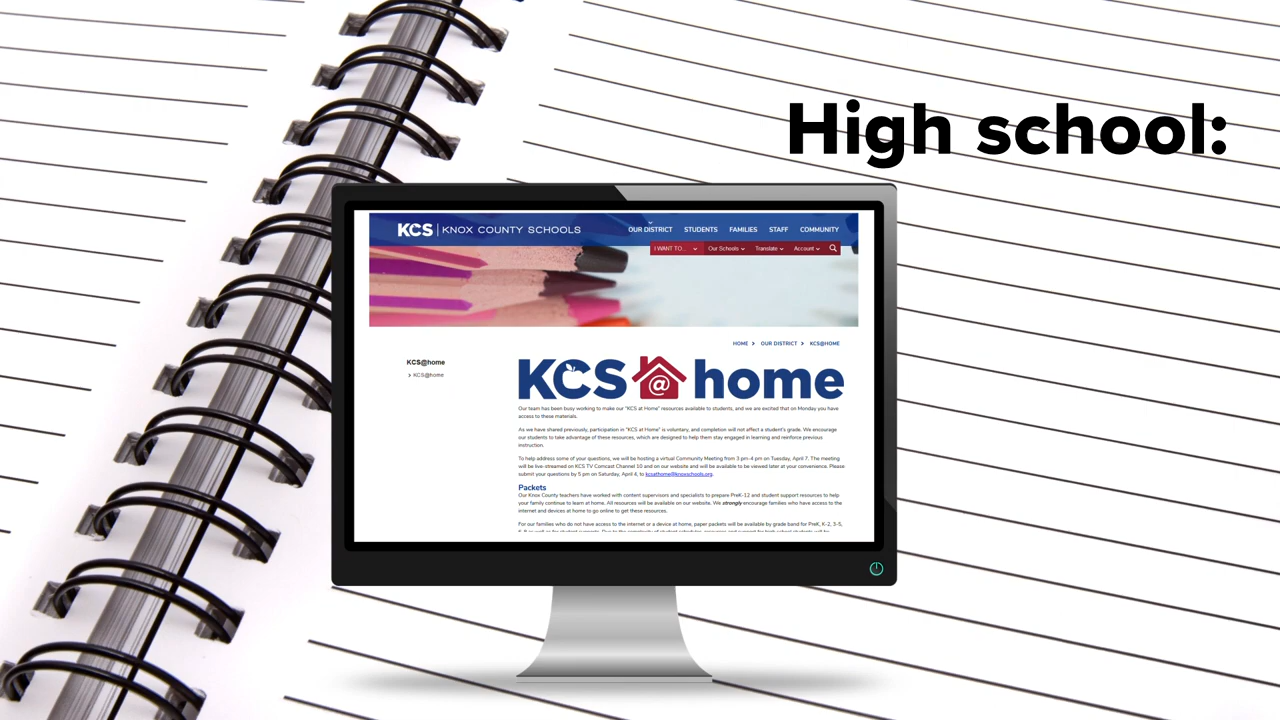 High school:
KCS | KNOX COUNTY SCHOOLS
OUR DISTRICT STUDENTS FAMILIES STAFF COMMUNITY
I WANT TO... Our Schools Translate Account
HOME > OUR DISTRICT > KCS@HOME
KCS@home
> KCS@home
KCS @ home
Our team has been busy working to make our "KCS at Home" resources available to students, and we are excited that on Monday you have
access to these materials.
As we have shared previously, participation in "KCS at Home" is voluntary, and completion will not affect a student's grade. We encourage
our students to take advantage of these resources, which are designed to help them stay engaged in learning and reinforce previous
instruction.
To help address some of your questions, we will be hosting a virtual Community Meeting from 3 pm-4 pm on Tuesday, April 7. The meeting
will be live-streamed on KCS TV Comcast Channel 10 and on our website and will be available to be viewed later at your convenience. Please
submit your questions by 5 pm on Saturday, April 4, to kcsathome@knoxschools.org.
Packets
Our Knox County teachers have worked with content supervisors and specialists to prepare PreK-12 and student support resources to help
your family continue to learn at home. All resources will be available on our website. We strongly encourage families who have access to the
internet and devices at home to go online to get these resources.
For our families who do not have access to the internet or a device at home, paper packets will be available by grade band for PreK, K-2, 3-5,